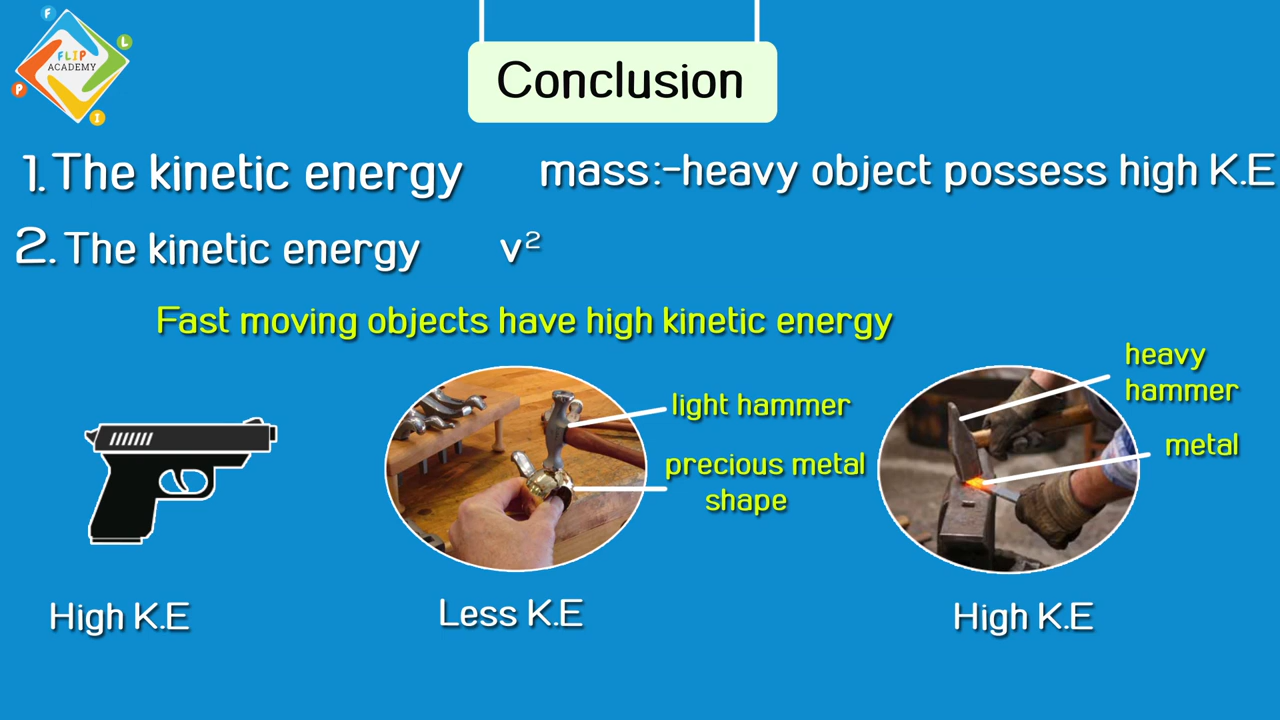 F
L
FLIP
ACADEMY
P
I
Conclusion
1. The kinetic energy mass:-heavy object possess high K.E
2. The kinetic energy v²
Fast moving objects have high kinetic energy
heavy
hammer
light hammer
metal
precious metal
shape
High K.E
Less K.E
High K.E